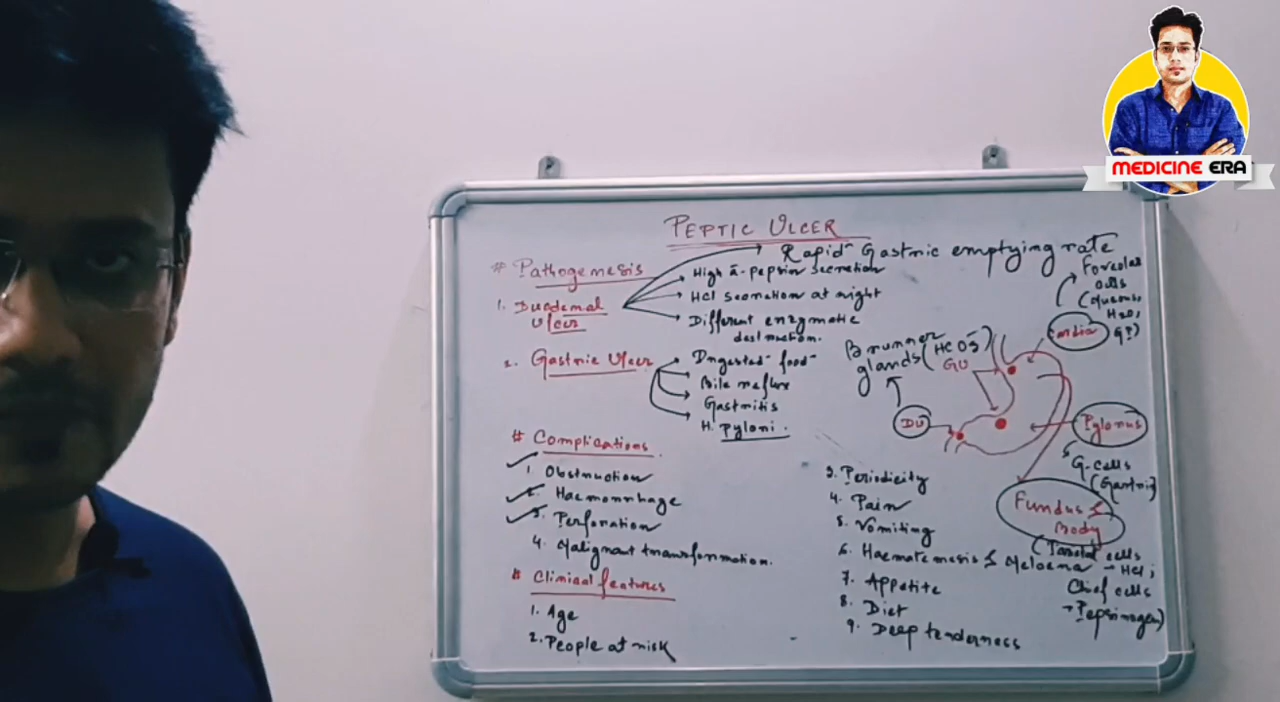 MEDICINE ERA
PEPTIC ULCER
# Pathogenesis
1. Duodenal
Ulcer
Rapid Gastric emptying rate
High a-pepsin secretion
HCl secretion at night
Different enzymatic
destruction.
2. Gastric Ulcer
Ingested food
Bile reflux
Gastritis
H. Pylori.
# Complications
1. Obstruction
2. Haemorrhage
3. Perforation
4. Malignant transformation.
# Clinical features
1. Age
2. People at risk
3. Periodicity
4. Pain
5. Vomiting
6. Haematemesis & Melaena
7. Appetite
8. Diet
9. Deep tenderness
Foveolar
cells
(Mucous,
H2O,
Cardia
Brunner
glands (HCO3-)
GU
DU
Pylorus
G-cells
(Gastrin)
Fundus &
Body
(Parietal cells
→ HCl;
Chief cells
→ Pepsinogen)